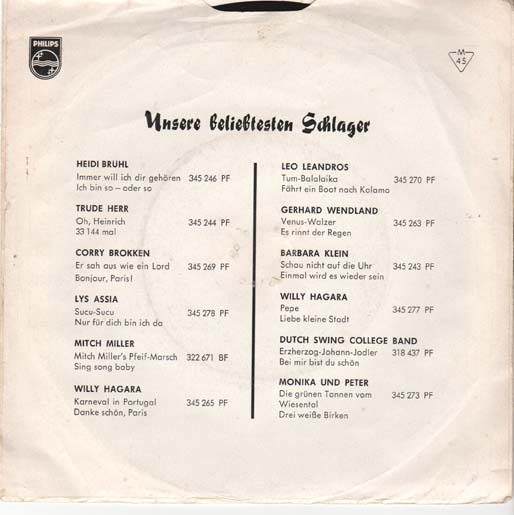 PHILIPS
M
45
Unsere beliebtesten Schlager
HEIDI BRUHL
Immer will ich dir gehören 345 246 PF
Ich bin so – oder so
TRUDE HERR
Oh, Heinrich 345 244 PF
33 144 mal
CORRY BROKKEN
Er sah aus wie ein Lord 345 269 PF
Bonjour, Paris!
LYS ASSIA
Sucu-Sucu 345 278 PF
Nur für dich bin ich da
MITCH MILLER
Mitch Miller's Pfeif-Marsch 322 671 BF
Sing song baby
WILLY HAGARA
Karneval in Portugal 345 265 PF
Danke schön, Paris
LEO LEANDROS
Tum-Balalaika 345 270 PF
Fährt ein Boot nach Kalamo
GERHARD WENDLAND
Venus-Walzer 345 263 PF
Es rinnt der Regen
BARBARA KLEIN
Schau nicht auf die Uhr 345 243 PF
Einmal wird es wieder sein
WILLY HAGARA
Pepe 345 277 PF
Liebe kleine Stadt
DUTCH SWING COLLEGE BAND
Erzherzog-Johann-Jodler 318 437 PF
Bei mir bist du schön
MONIKA UND PETER
Die grünen Tannen vom 345 273 PF
Wiesental
Drei weiße Birken